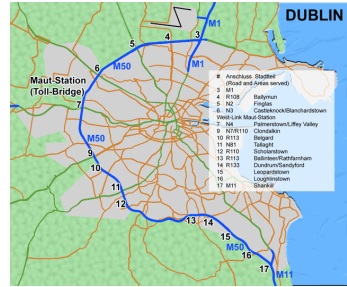 DUBLIN
M1
3
4
5
M50
M1
6
Maut-Station
(Toll-Bridge)
7
M50
9
10
11
12
13
14
15
M50
16
17
M11
# Anschluss Stadtteil
(Road and Areas served)
3 M1
4 R108 Ballymun
5 N2 Finglas
6 N3 Castleknock/Blanchardstown
West-Link Maut-Station
7 N4 Palmerstown/Liffey Valley
9 N7/R110 Clondalkin
10 R113 Belgard
11 N81 Tallaght
12 R110 Scholarstown
13 R113 Ballinteer/Rathfarnham
14 R133 Dundrum/Sandyford
15 Leopardstown
16 Loughlinstown
17 M11 Shankill